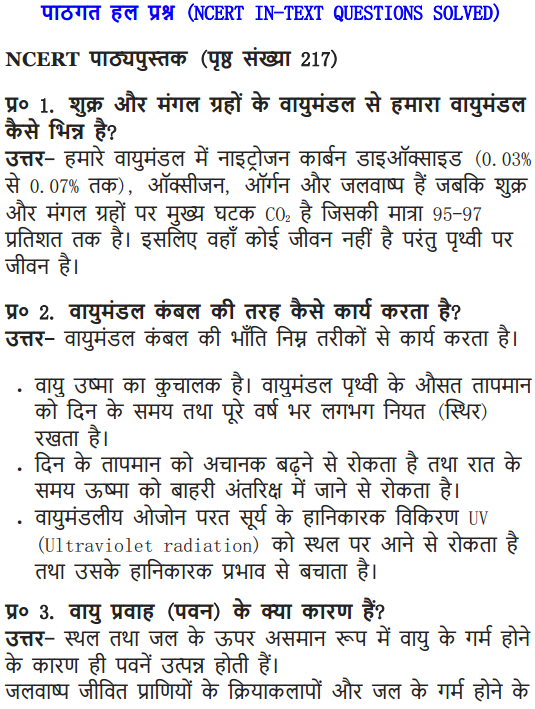 पाठगत हल प्रश्न (NCERT IN-TEXT QUESTIONS SOLVED)
NCERT पाठ्यपुस्तक (पृष्ठ संख्या 217)
प्र० 1. शुक्र और मंगल ग्रहों के वायुमंडल से हमारा वायुमंडल
कैसे भिन्न है?
उत्तर- हमारे वायुमंडल में नाइट्रोजन कार्बन डाइऑक्साइड (0.03%
से 0.07% तक), ऑक्सीजन, ऑर्गन और जलवाष्प हैं जबकि शुक्र
और मंगल ग्रहों पर मुख्य घटक CO₂ है जिसकी मात्रा 95-97
प्रतिशत तक है। इसलिए वहाँ कोई जीवन नहीं है परंतु पृथ्वी पर
जीवन है।
प्र० 2. वायुमंडल कंबल की तरह कैसे कार्य करता है?
उत्तर- वायुमंडल कंबल की भाँति निम्न तरीकों से कार्य करता है।
• वायु उष्मा का कुचालक है। वायुमंडल पृथ्वी के औसत तापमान
को दिन के समय तथा पूरे वर्ष भर लगभग नियत (स्थिर)
रखता है।
• दिन के तापमान को अचानक बढ़ने से रोकता है तथा रात के
समय ऊष्मा को बाहरी अंतरिक्ष में जाने से रोकता है।
• वायुमंडलीय ओजोन परत सूर्य के हानिकारक विकिरण UV
(Ultraviolet radiation) को स्थल पर आने से रोकता है
तथा उसके हानिकारक प्रभाव से बचाता है।
प्र० 3. वायु प्रवाह (पवन) के क्या कारण हैं?
उत्तर- स्थल तथा जल के ऊपर असमान रूप में वायु के गर्म होने
के कारण ही पवनें उत्पन्न होती हैं।
जलवाष्प जीवित प्राणियों के क्रियाकलापों और जल के गर्म होने के